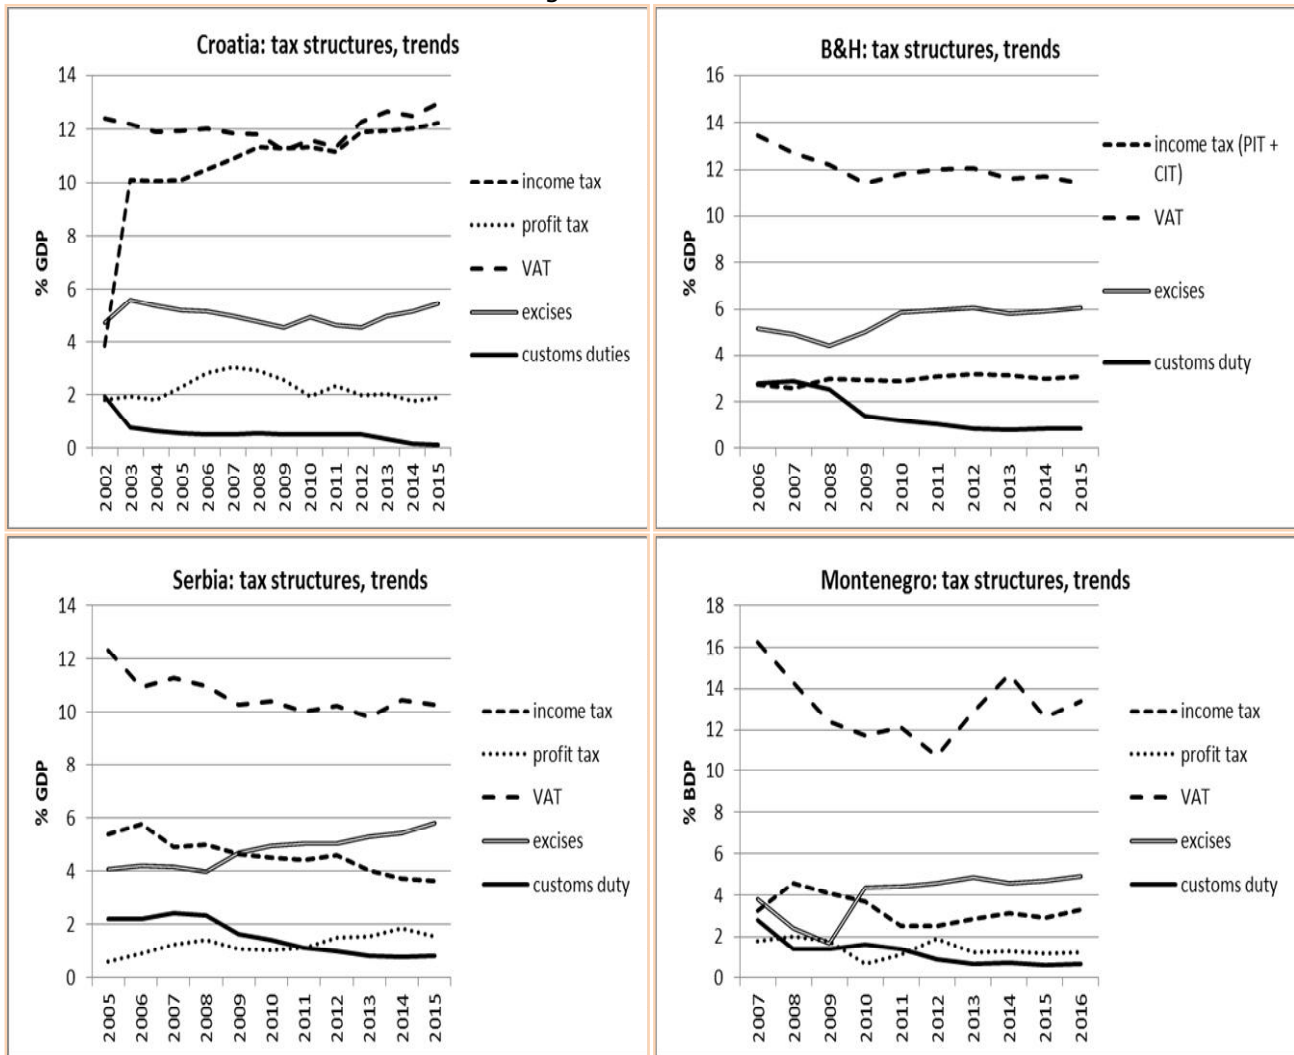 Croatia: tax structures, trends
14
12
10
8
6
4
2
0
% GDP
2002
2003
2004
2005
2006
2007
2008
2009
2010
2011
2012
2013
2014
2015
income tax
profit tax
VAT
excises
customs duties
B&H: tax structures, trends
16
14
12
10
8
6
4
2
0
% GDP
2006
2007
2008
2009
2010
2011
2012
2013
2014
2015
income tax (PIT +
CIT)
VAT
excises
customs duty
Serbia: tax structures, trends
14
12
10
8
6
4
2
0
% GDP
2005
2006
2007
2008
2009
2010
2011
2012
2013
2014
2015
income tax
profit tax
VAT
excises
customs duty
Montenegro: tax structures, trends
18
16
14
12
10
8
6
4
2
0
% BDP
2007
2008
2009
2010
2011
2012
2013
2014
2015
2016
income tax
profit tax
VAT
excises
customs duty